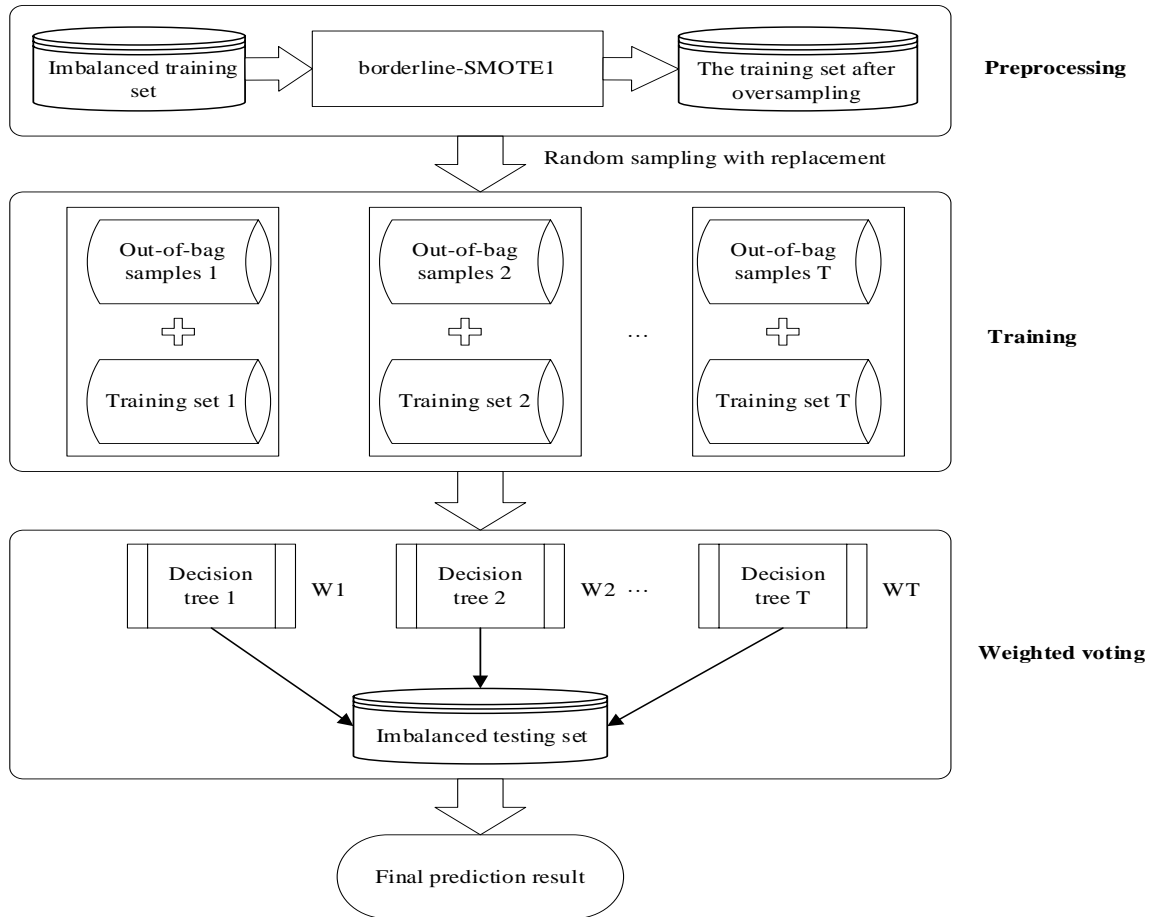 Imbalanced training
set
borderline-SMOTE1
The training set after
oversampling
Preprocessing
Random sampling with replacement
Out-of-bag
samples 1
Out-of-bag
samples 2
Out-of-bag
samples T
Training set 1
Training set 2
...
Training set T
Training
Decision
tree 1
W1
Decision
tree 2
W2 ...
Decision
tree T
WT
Weighted voting
Imbalanced testing set
Final prediction result